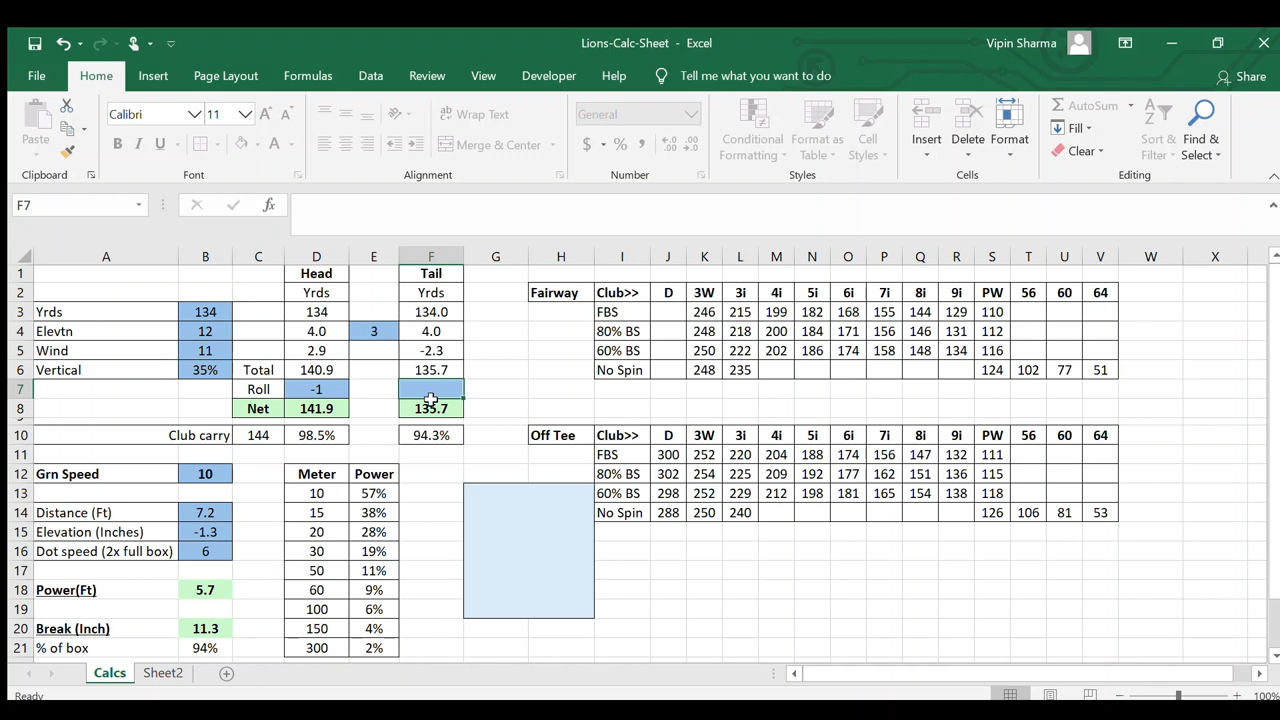 Lions-Calc-Sheet - Excel
Vipin Sharma
File Home Insert Page Layout Formulas Data Review View Developer Help Tell me what you want to do Share
Paste
Calibri 11 A A
B I U A
ab Wrap Text
Merge & Center
General
$ % ,
Conditional Formatting
Format as Table
Cell Styles
Insert Delete Format
AutoSum
Fill
Clear
Sort & Filter
Find & Select
Clipboard Font Alignment Number Styles Cells Editing
F7 fx
A B C D E F G H I J K L M N O P Q R S T U V W X
1 Head Tail
2 Yrds Yrds Fairway Club>> D 3W 3i 4i 5i 6i 7i 8i 9i PW 56 60 64
3 Yrds 134 134 134.0 FBS 246 215 199 182 168 155 144 129 110
4 Elevtn 12 4.0 3 4.0 80% BS 248 218 200 184 171 156 146 131 112
5 Wind 11 2.9 -2.3 60% BS 250 222 202 186 174 158 148 134 116
6 Vertical 35% Total 140.9 135.7 No Spin 248 235 124 102 77 51
7 Roll -1
8 Net 141.9 135.7
10 Club carry 144 98.5% 94.3% Off Tee Club>> D 3W 3i 4i 5i 6i 7i 8i 9i PW 56 60 64
11 FBS 300 252 220 204 188 174 156 147 132 111
12 Grn Speed 10 Meter Power 80% BS 302 254 225 209 192 177 162 151 136 115
13 10 57% 60% BS 298 252 229 212 198 181 165 154 138 118
14 Distance (Ft) 7.2 15 38% No Spin 288 250 240 126 106 81 53
15 Elevation (Inches) -1.3 20 28%
16 Dot speed (2x full box) 6 30 19%
17 50 11%
18 Power(Ft) 5.7 60 9%
19 100 6%
20 Break (Inch) 11.3 150 4%
21 % of box 94% 300 2%
Calcs Sheet2
Ready 100%